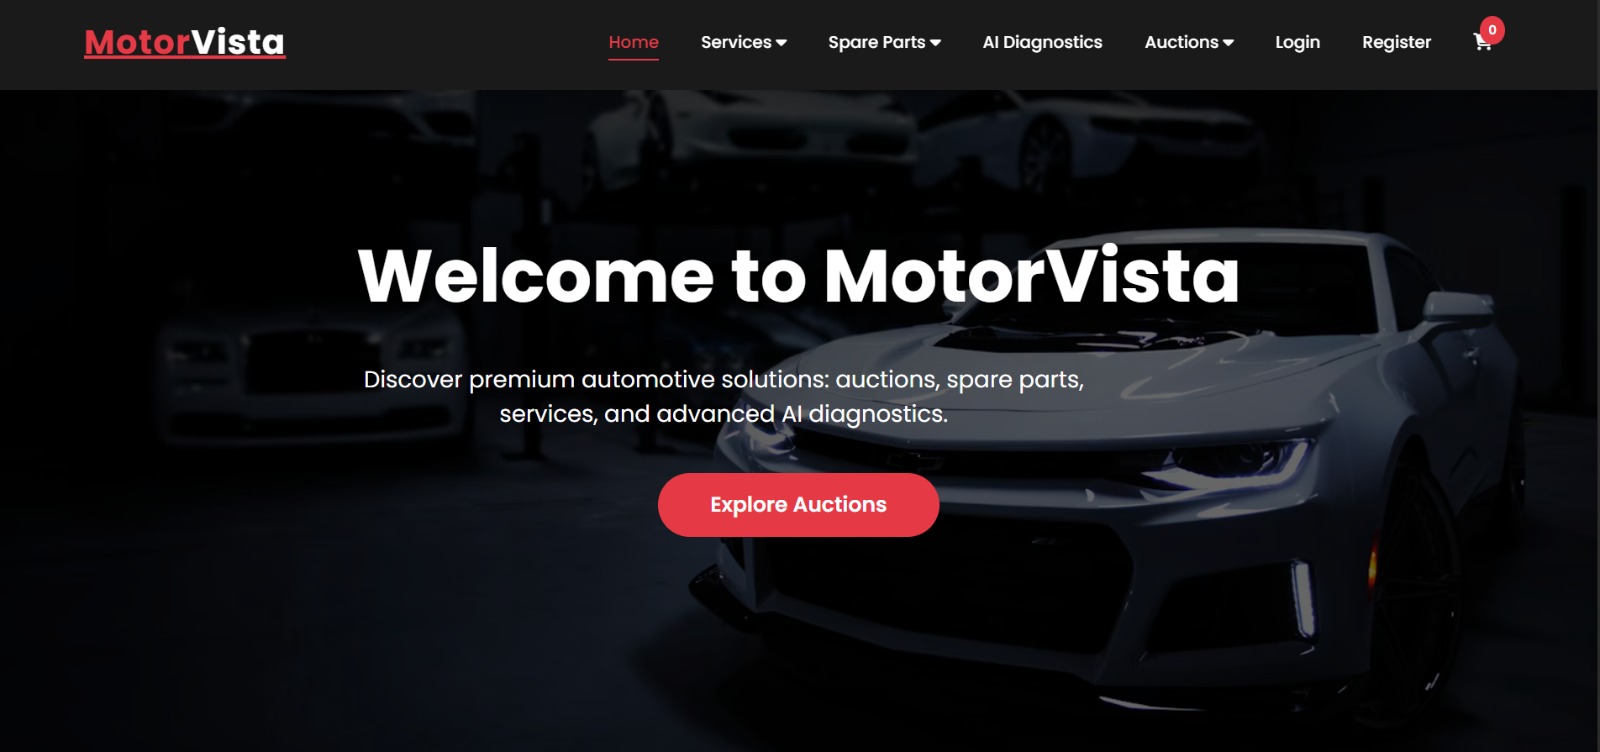 MotorVista
Home Services Spare Parts AI Diagnostics Auctions Login Register 0
Welcome to MotorVista
Discover premium automotive solutions: auctions, spare parts,
services, and advanced AI diagnostics.
Explore Auctions